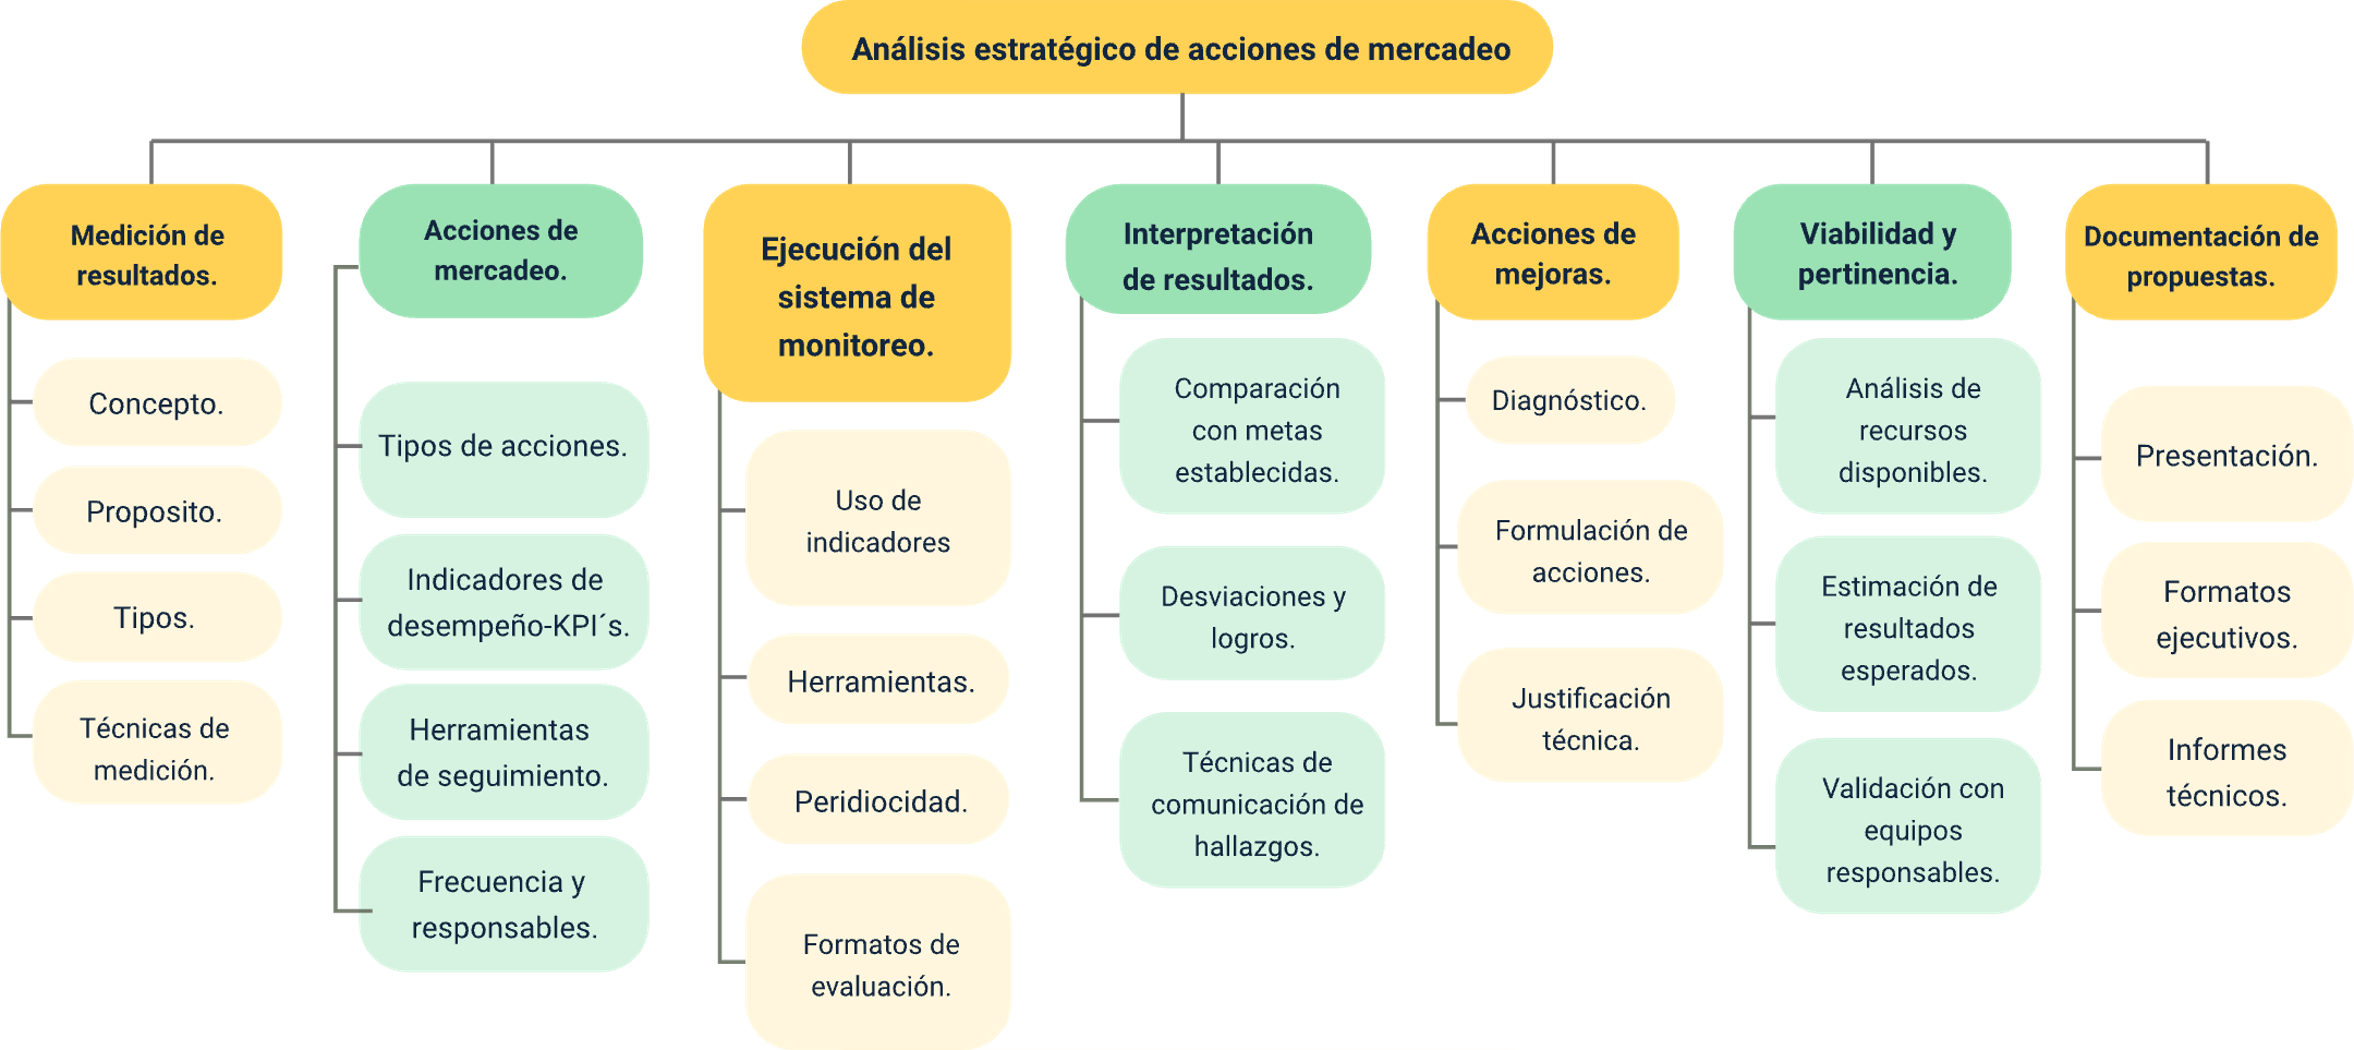 Análisis estratégico de acciones de mercadeo
Medición de
resultados.
Concepto.
Proposito.
Tipos.
Técnicas de
medición.
Acciones de
mercadeo.
Tipos de acciones.
Indicadores de
desempeño-KPI´s.
Herramientas
de seguimiento.
Frecuencia y
responsables.
Ejecución del
sistema de
monitoreo.
Uso de
indicadores
Herramientas.
Peridiocidad.
Formatos de
evaluación.
Interpretación
de resultados.
Comparación
con metas
establecidas.
Desviaciones y
logros.
Técnicas de
comunicación de
hallazgos.
Acciones de
mejoras.
Diagnóstico.
Formulación de
acciones.
Justificación
técnica.
Viabilidad y
pertinencia.
Análisis de
recursos
disponibles.
Estimación de
resultados
esperados.
Validación con
equipos
responsables.
Documentación de
propuestas.
Presentación.
Formatos
ejecutivos.
Informes
técnicos.